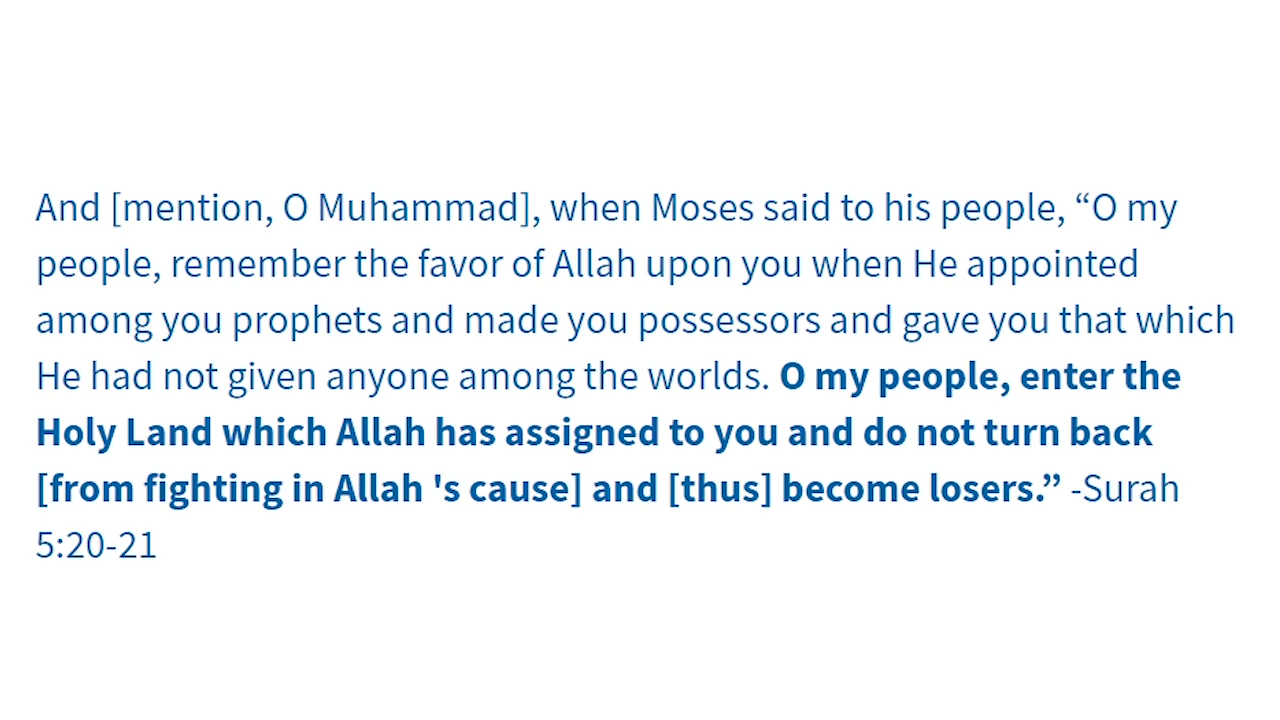 And [mention, O Muhammad], when Moses said to his people, “O my
people, remember the favor of Allah upon you when He appointed
among you prophets and made you possessors and gave you that which
He had not given anyone among the worlds. O my people, enter the
Holy Land which Allah has assigned to you and do not turn back
[from fighting in Allah 's cause] and [thus] become losers.” -Surah
5:20-21